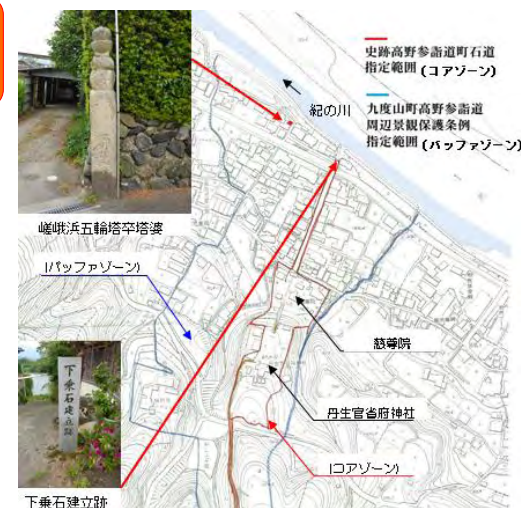 史跡高野参詣道町石道
指定範囲 (コアゾーン)
紀の川
九度山町高野参詣道
周辺景観保護条例
指定範囲 (バッファゾーン)
嵯峨浜五輪塔卒塔婆
(バッファゾーン)
慈尊院
下乗石建立跡
丹生官省府神社
(コアゾーン)
下乗石建立跡